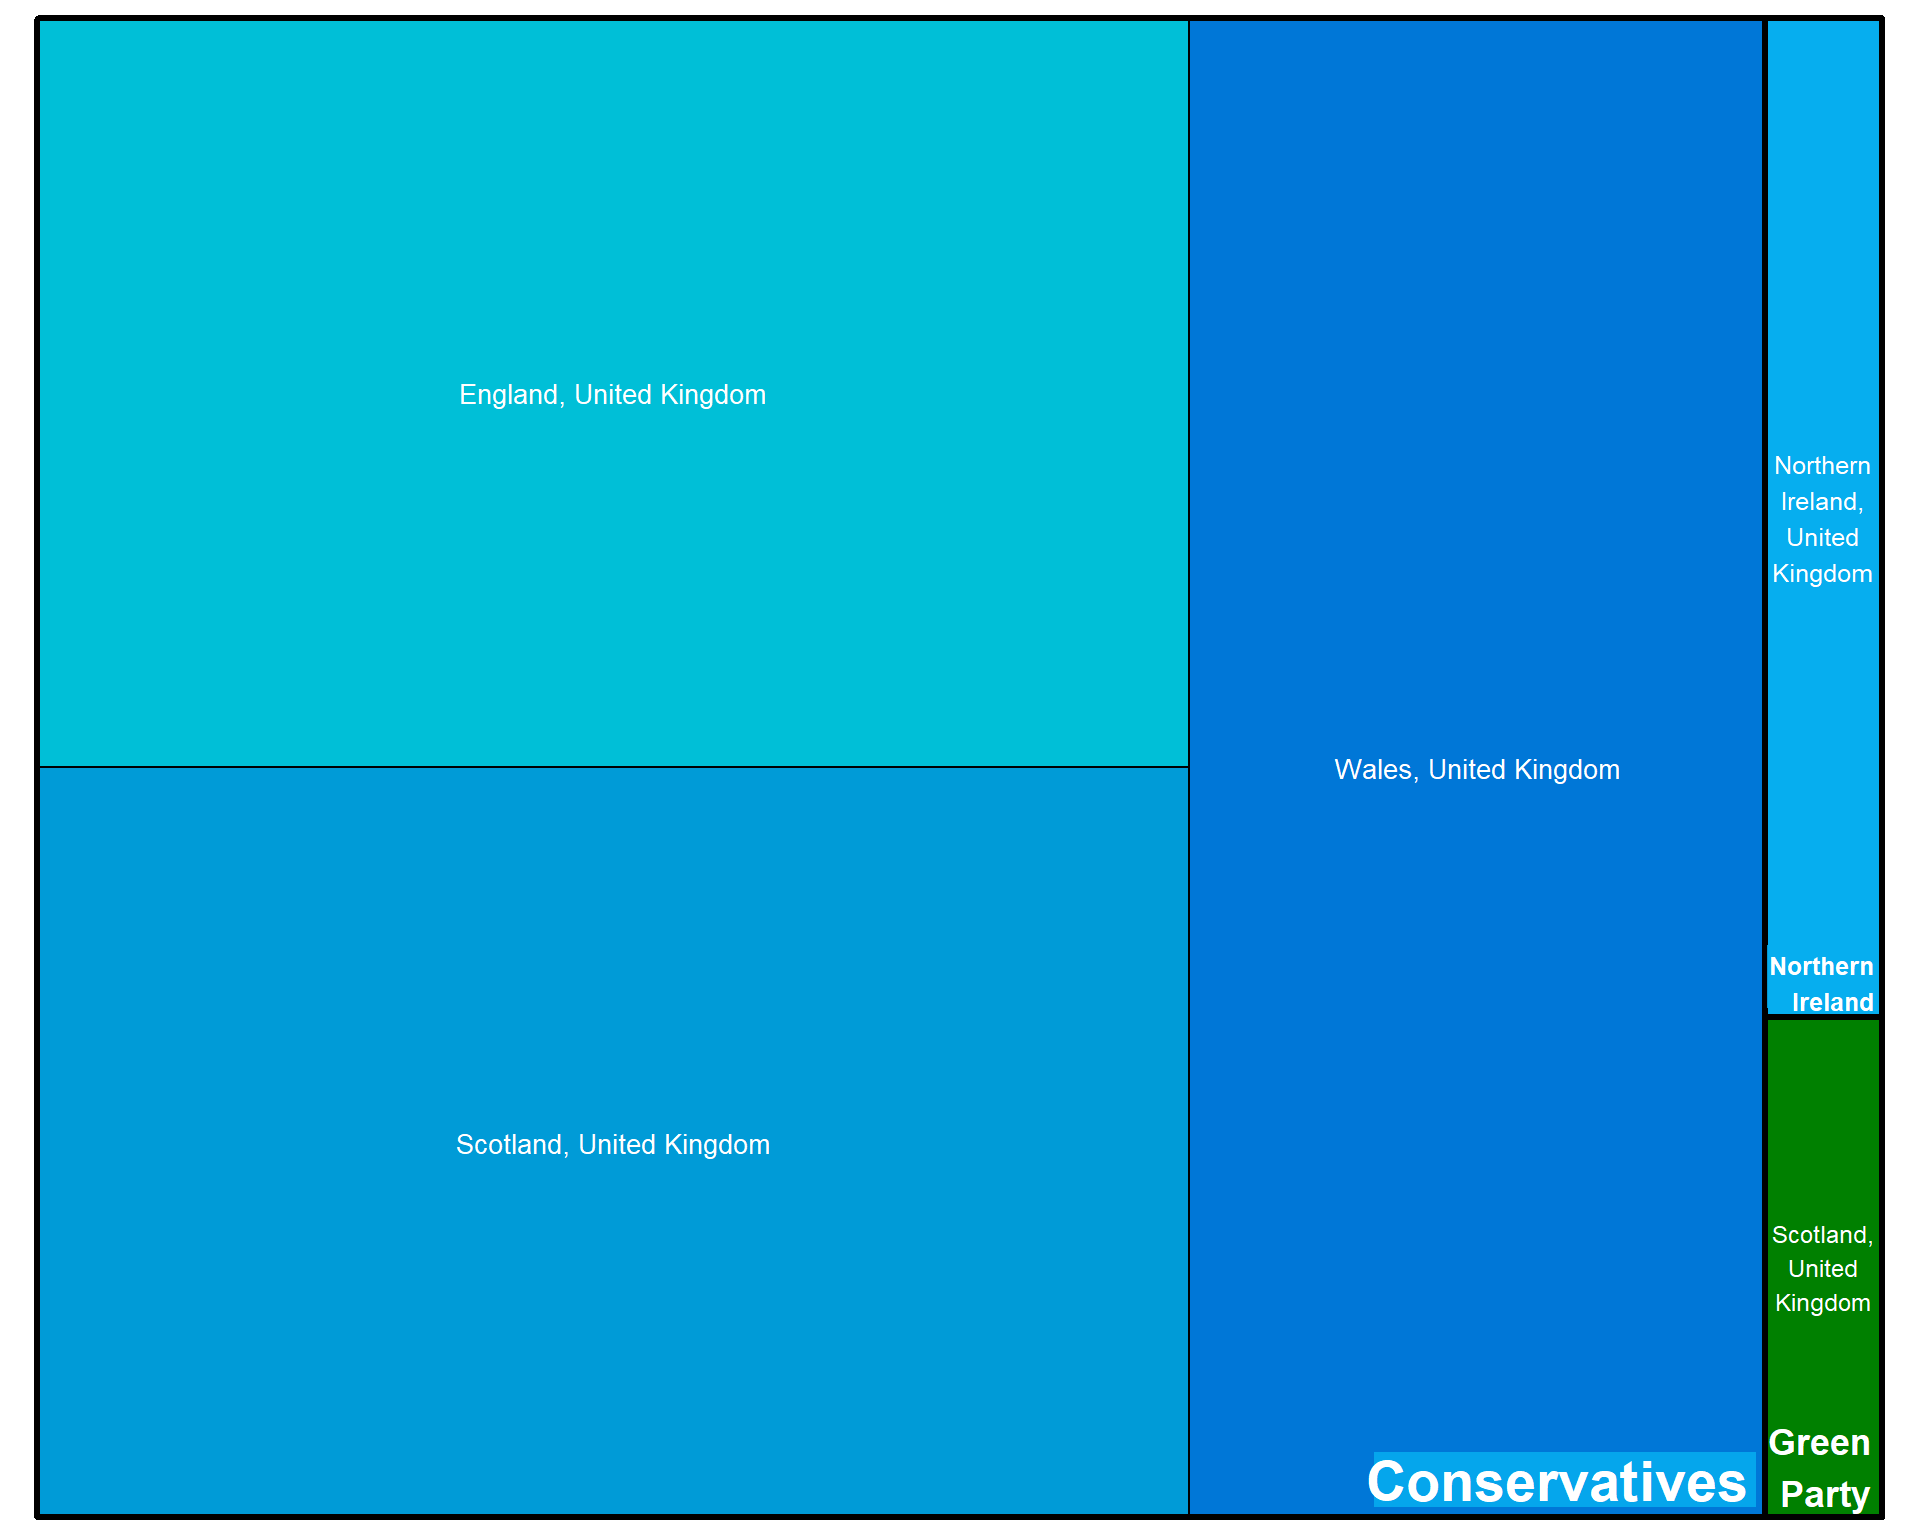 England, United Kingdom
Scotland, United Kingdom
Wales, United Kingdom
Conservatives
Northern
Ireland,
United
Kingdom
Northern
Ireland
Scotland,
United
Kingdom
Green
Party